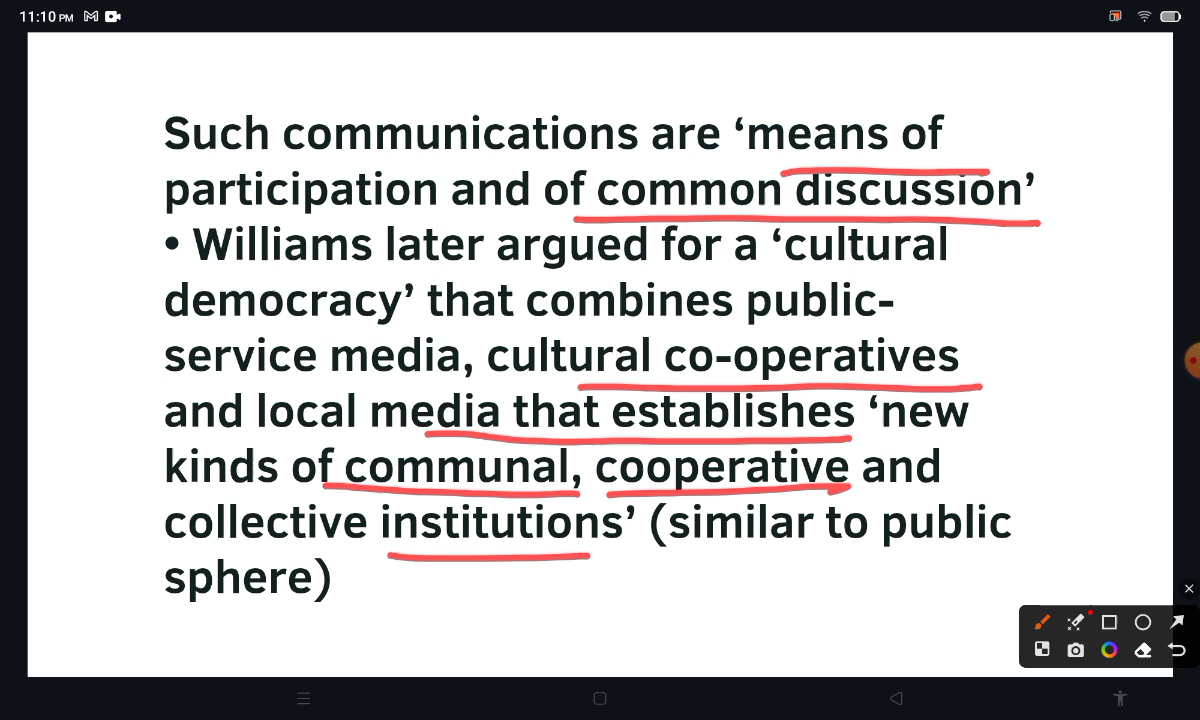 11:10 PM
Such communications are ‘means of
participation and of common discussion’
• Williams later argued for a ‘cultural
democracy’ that combines public-
service media, cultural co-operatives
and local media that establishes ‘new
kinds of communal, cooperative and
collective institutions’ (similar to public
sphere)